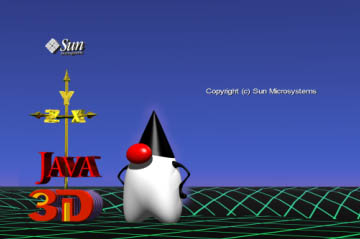 Sun
Y
Z X
Copyright (c) Sun Microsystems
JAVA
3D